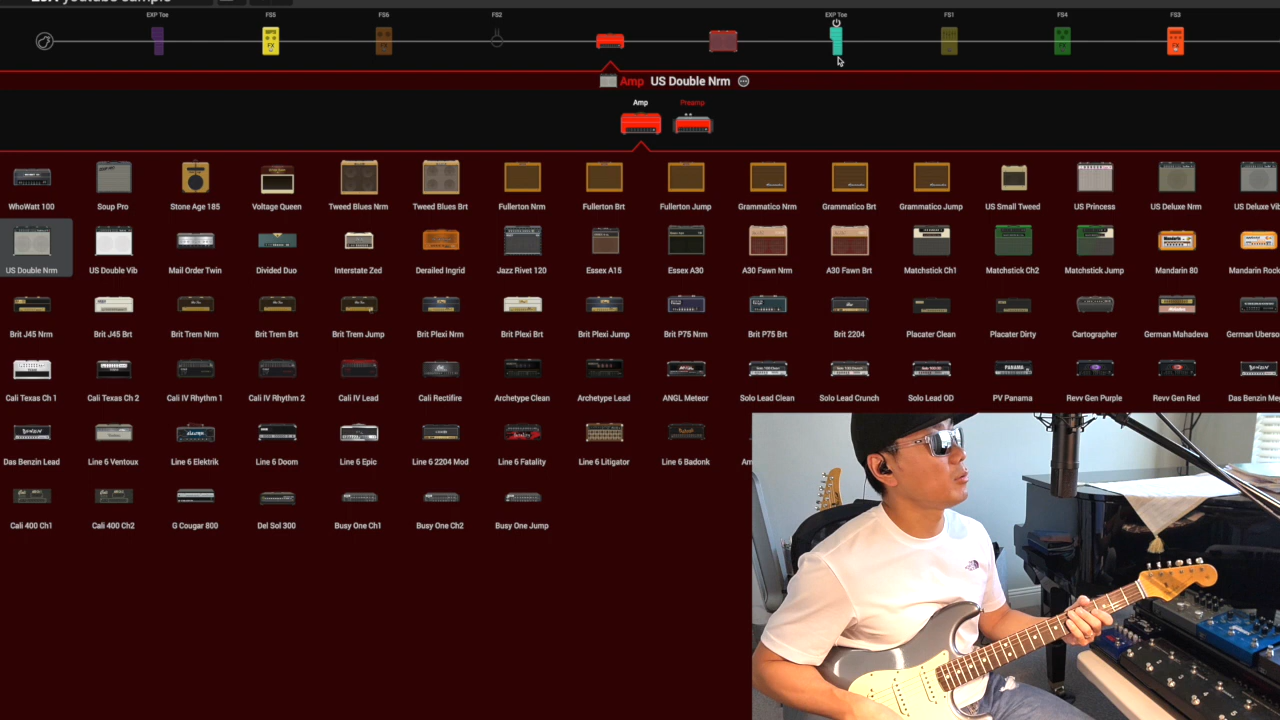 EXP Toe FS5 FS6 FS2 EXP Toe FS1 FS4 FS3
Amp US Double Nrm
Amp Preamp
WhoWatt 100 Soup Pro Stone Age 185 Voltage Queen Tweed Blues Nrm Tweed Blues Brt Fullerton Nrm Fullerton Brt Fullerton Jump Grammatico Nrm Grammatico Brt Grammatico Jump US Small Tweed US Princess US Deluxe Nrm US Deluxe Vib
US Double Nrm US Double Vib Mail Order Twin Divided Duo Interstate Zed Derailed Ingrid Jazz Rivet 120 Essex A15 Essex A30 A30 Fawn Nrm A30 Fawn Brt Matchstick Ch1 Matchstick Ch2 Matchstick Jump Mandarin 80 Mandarin Rock
Brit J45 Nrm Brit J45 Brt Brit Trem Nrm Brit Trem Brt Brit Trem Jump Brit Plexi Nrm Brit Plexi Brt Brit Plexi Jump Brit P75 Nrm Brit P75 Brt Brit 2204 Placater Clean Placater Dirty Cartographer German Mahadeva German Uberso
Cali Texas Ch 1 Cali Texas Ch 2 Cali IV Rhythm 1 Cali IV Rhythm 2 Cali IV Lead Cali Rectifire Archetype Clean Archetype Lead ANGL Meteor Solo Lead Clean Solo Lead Crunch Solo Lead OD PV Panama Revv Gen Purple Revv Gen Red Das Benzin Me
Das Benzin Lead Line 6 Ventoux Line 6 Elektrik Line 6 Doom Line 6 Epic Line 6 2204 Mod Line 6 Fatality Line 6 Litigator Line 6 Badonk Am
Cali 400 Ch1 Cali 400 Ch2 G Cougar 800 Del Sol 300 Busy One Ch1 Busy One Ch2 Busy One Jump